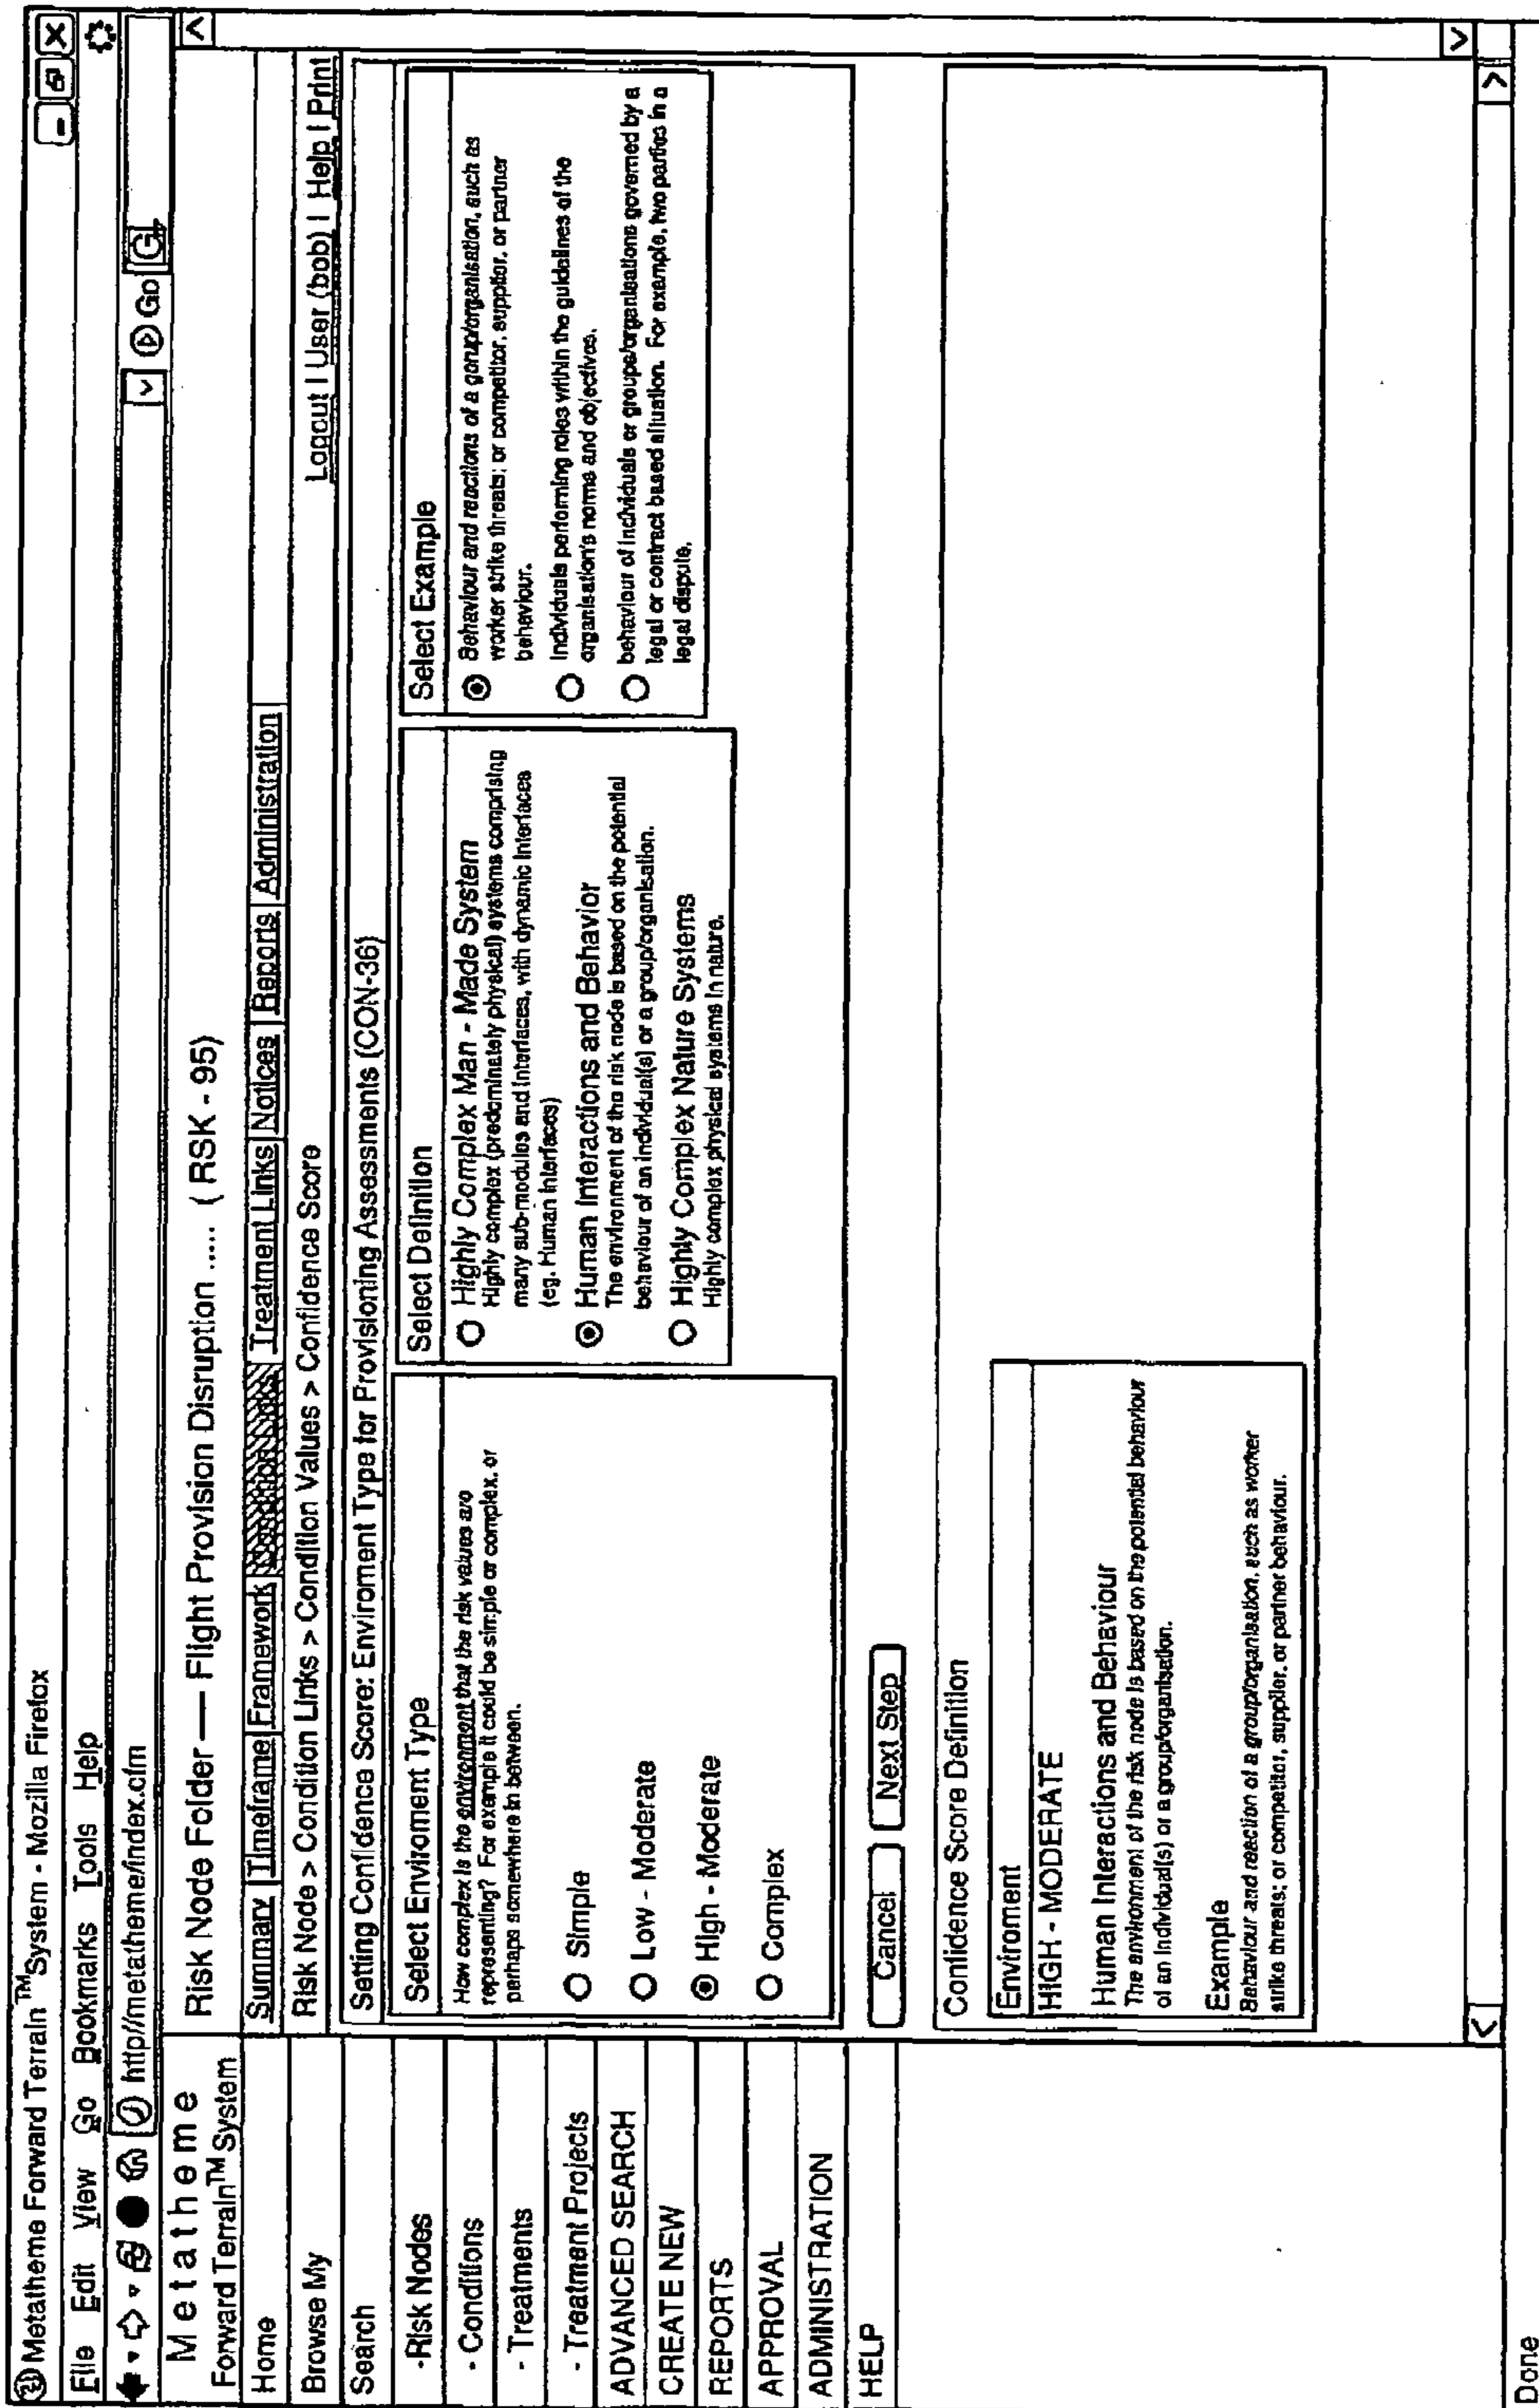 Metatheme Forward Terrain™System - Mozilla Firefox
File Edit View Go Bookmarks Tools Help
http//metatheme/index.cfm
Go
Metatheme
Forward Terrain™System
Home
Browse My
Search
-Risk Nodes
- Conditions
- Treatments
- Treatment Projects
ADVANCED SEARCH
CREATE NEW
REPORTS
APPROVAL
ADMINISTRATION
HELP
Risk Node Folder — Flight Provision Disruption ..... ( RSK - 95)
Summary Timeframe Framework
Treatment Links Notices Reports Administration
Logout | User (bob) | Help | Print
Risk Node > Condition Links > Condition Values > Confidence Score
Setting Confidence Score: Enviroment Type for Provisioning Assessments (CON-36)
Select Enviroment Type
How complex is the environment that the risk values are
representing? For example it could be simple or complex, or
perhaps somewhere in between.
Simple
Low - Moderate
High - Moderate
Complex
Select Definition
Highly Complex Man - Made System
Highly complex (predominately physical) systems comprising
many sub-modules and interfaces, with dynamic interfaces
(eg. Human interfaces)
Human Interactions and Behavior
The environment of the risk node is based on the potential
behaviour of an individual(s) or a group/organisation.
Highly Complex Nature Systems
Highly complex physical systems in nature.
Select Example
Behaviour and reactions of a gorup/organisation, such as
worker strike threats; or competitor, supplier, or partner
behaviour.
Individuals performing roles within the guidelines of the
organisation's norms and objectives.
behaviour of individuals or groups/organisations governed by a
legal or contract based situation. For example, two parties in a
legal dispute.
Cancel Next Step
Confidence Score Definition
Enviroment
HIGH - MODERATE
Human Interactions and Behaviour
The environment of the risk node is based on the potential behaviour
of an individual(s) or a group/organisation.
Example
Behaviour and reaction of a group/organisation, such as worker
strike threats; or competitor, supplier, or partner behaviour.
Done